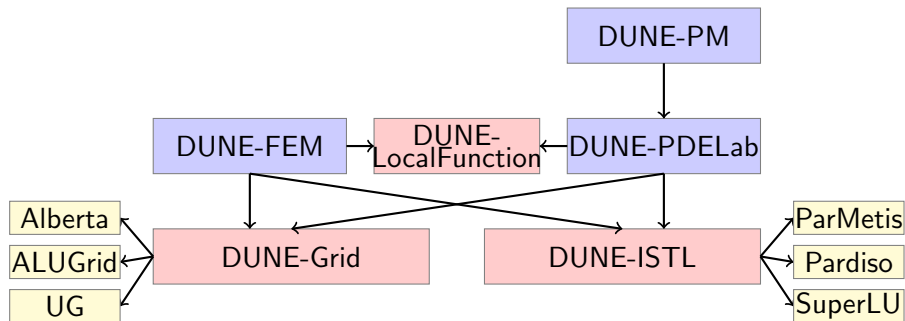 DUNE-PM
DUNE-FEM
DUNE-
LocalFunction
DUNE-PDELab
Alberta
ALUGrid
UG
DUNE-Grid
DUNE-ISTL
ParMetis
Pardiso
SuperLU